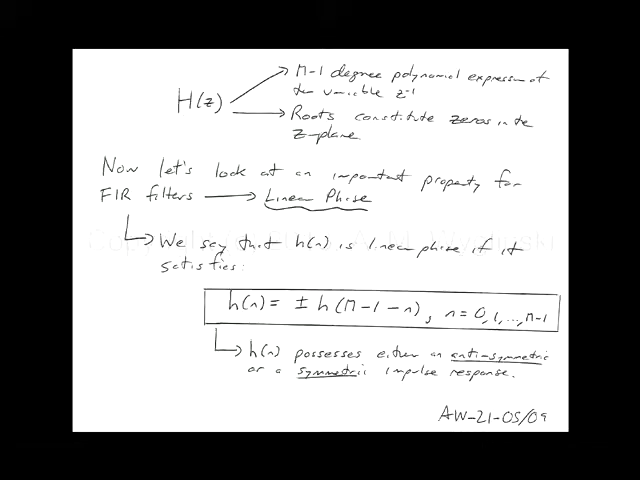 M-1 degree polynomial expression of
the variable z-1
H(z)
Roots constitute zeros in the
z-plane
Now let's look at an important property for
FIR filters → Linear Phase
We say that h(n) is linear phase if it
satisfies:
h(n) = ± h(M-1-n), n = 0,1,...,M-1
h(n) possesses either an anti-symmetric
or a symmetric impulse response.
AW-21-05/09